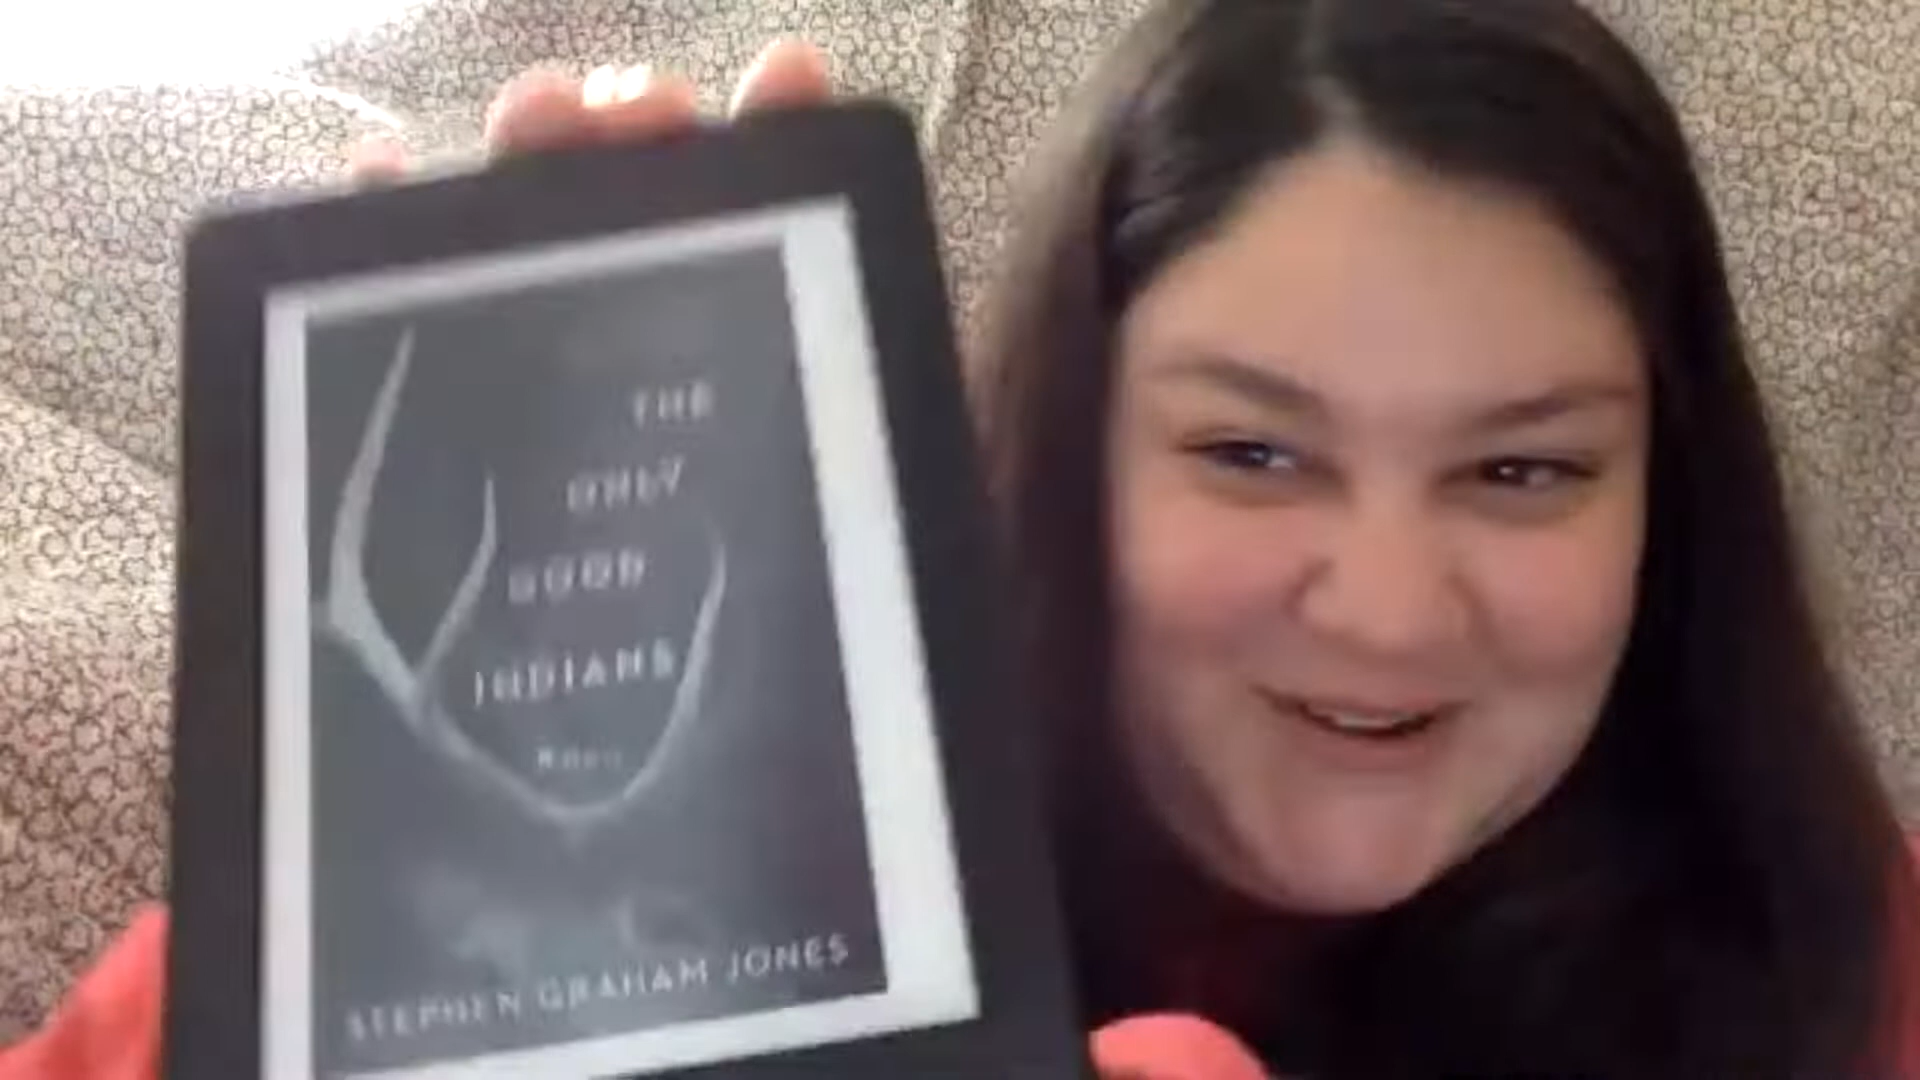 THE
ONLY
GOOD
INDIANS
STEPHEN GRAHAM JONES